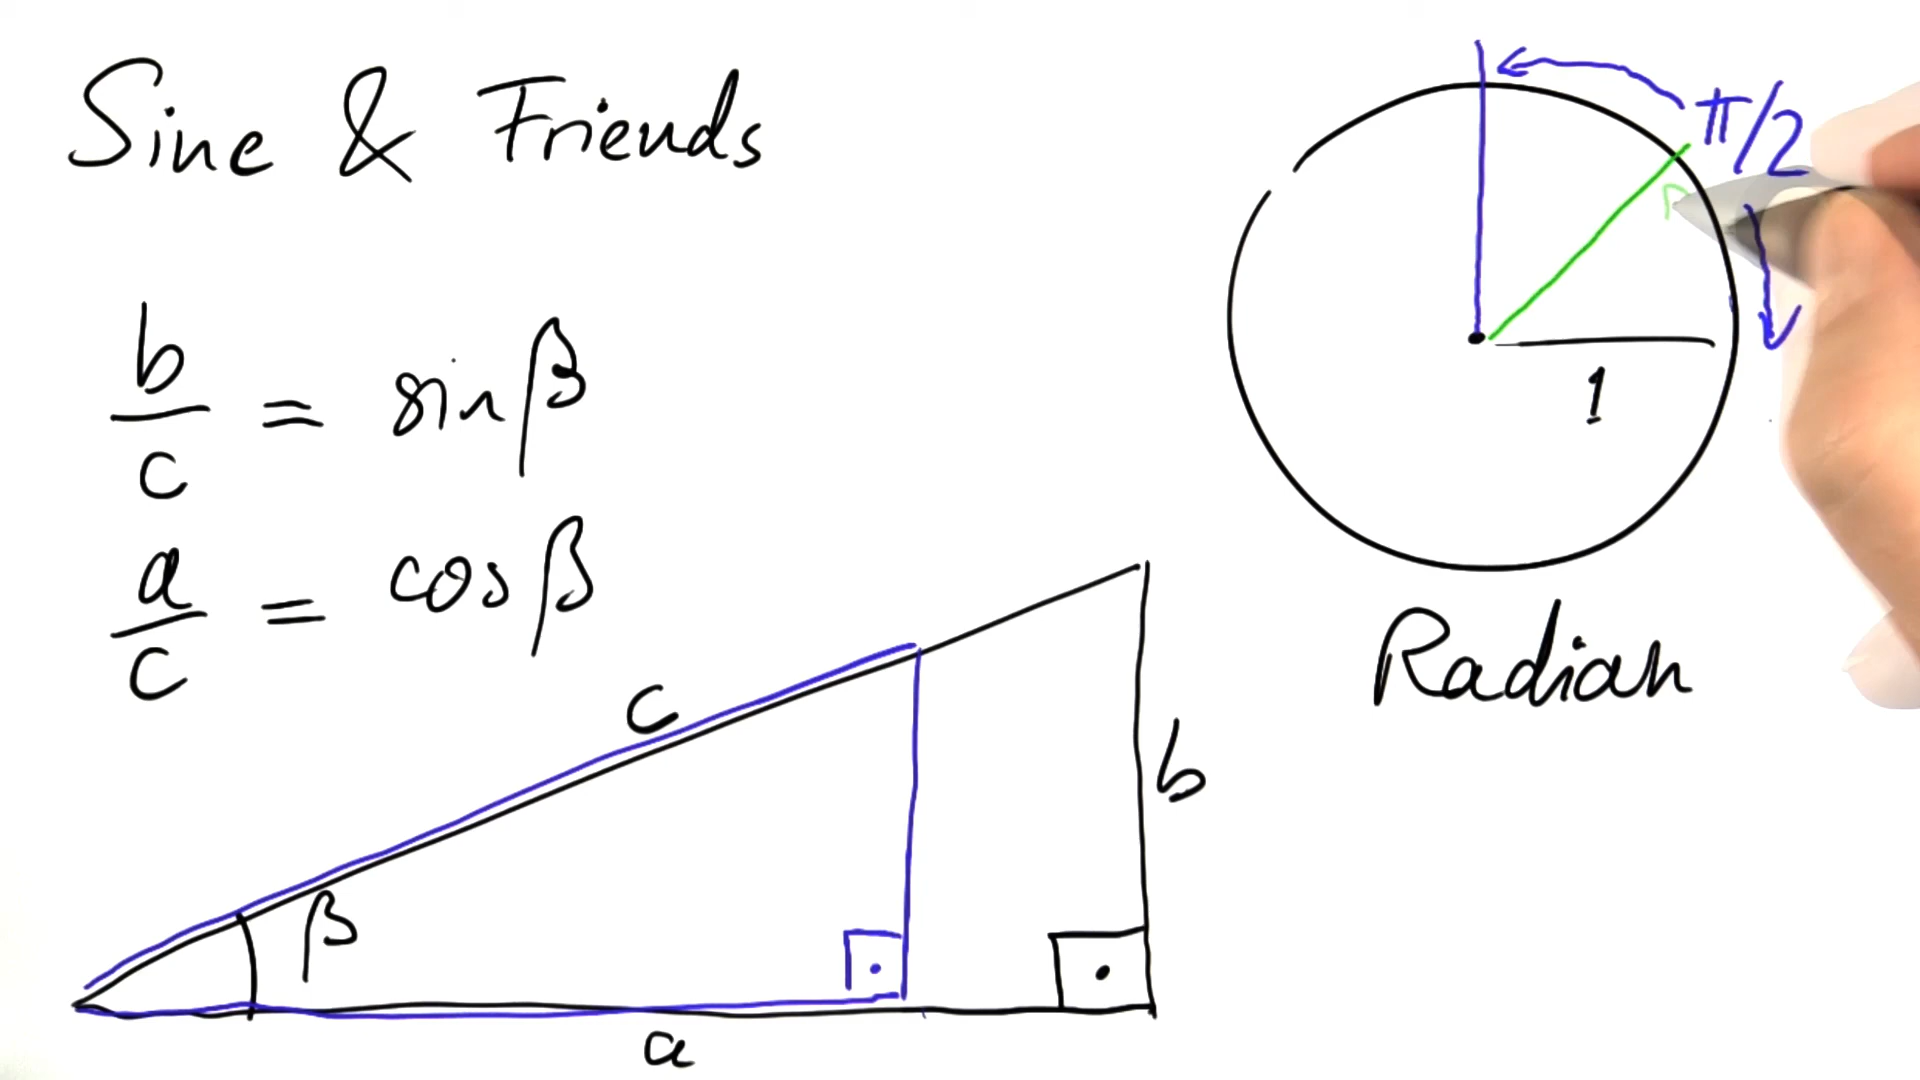 Sine & Friends
b/c = sin β
a/c = cos β
π/2
1
Radian
c
b
β
a